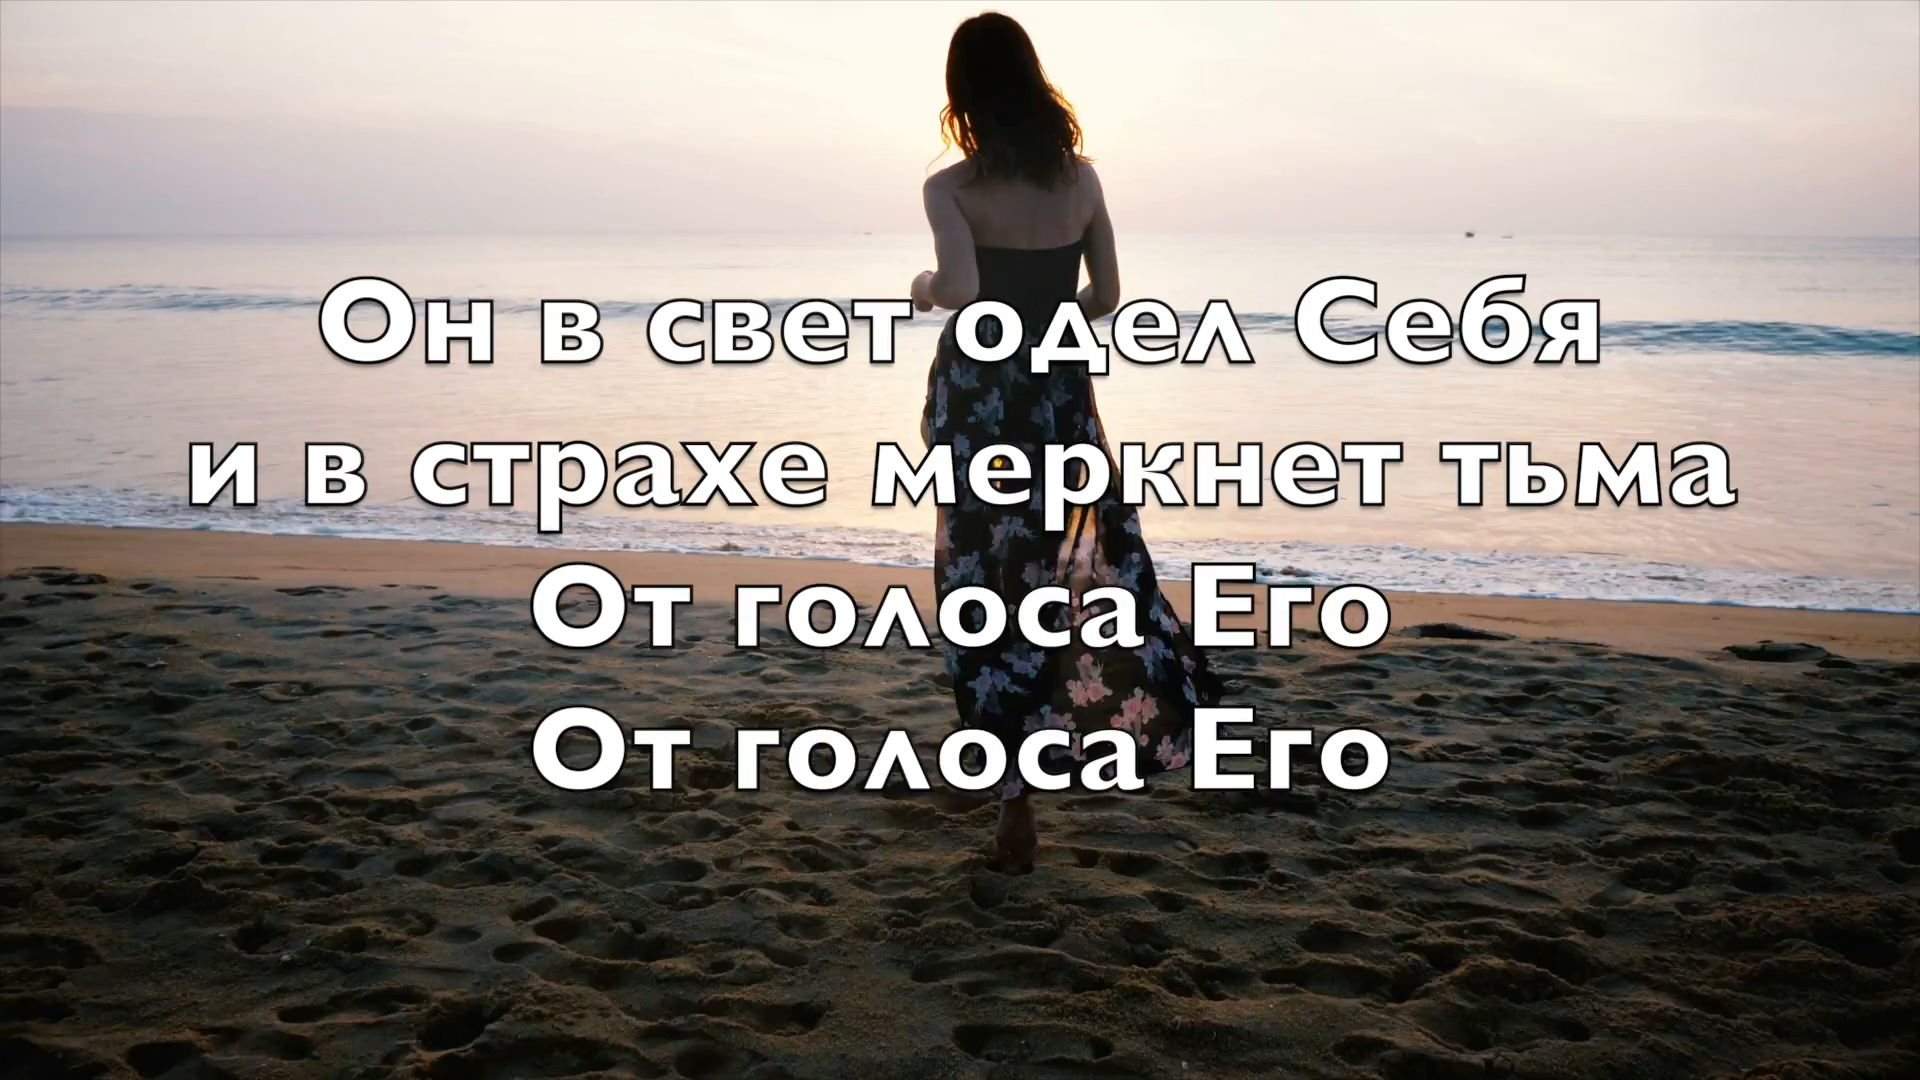 Он в свет одел Себя
и в страхе меркнет тьма
От голоса Его
От голоса Его